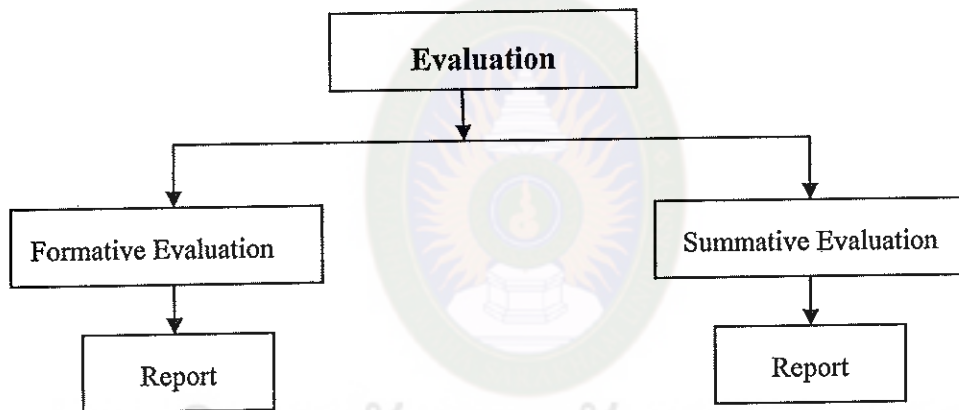 Evaluation
Formative Evaluation
Summative Evaluation
Report
Report